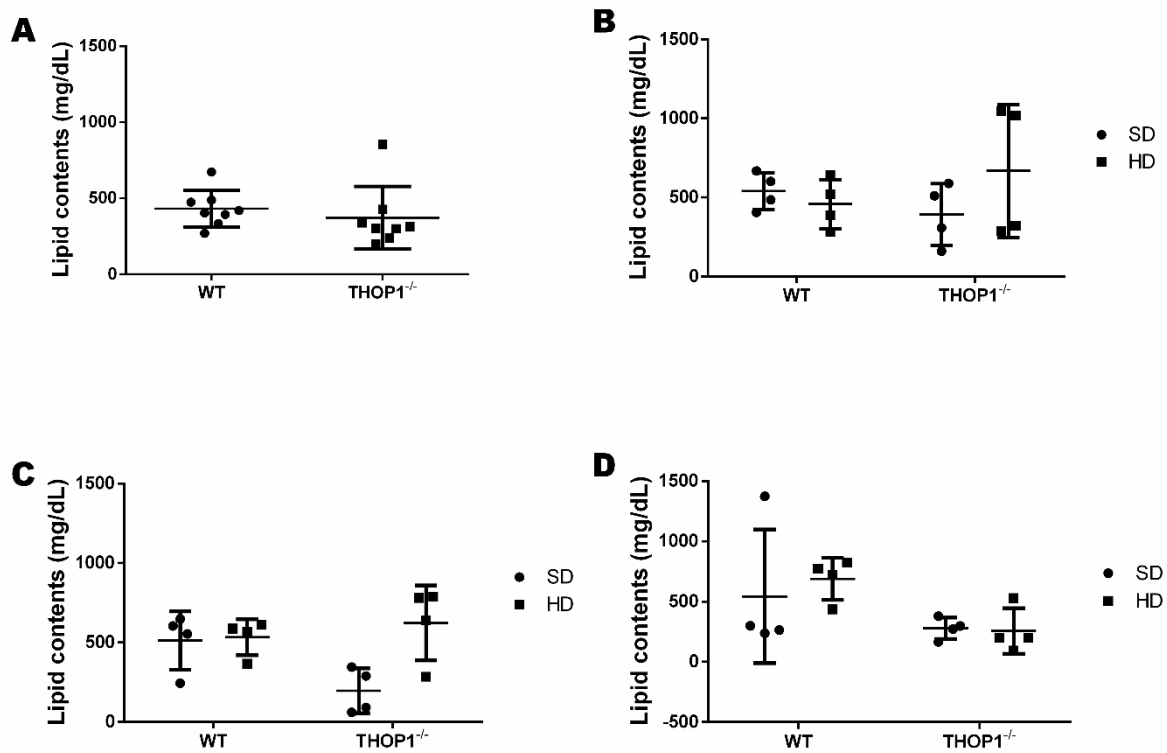 A
Lipid contents (mg/dL)
1500
1000
500
0
WT
THOP1-/-
B
Lipid contents (mg/dL)
1500
1000
500
0
WT
THOP1-/-
SD
HD
C
Lipid contents (mg/dL)
1500
1000
500
0
WT
THOP1-/-
SD
HD
D
Lipid contents (mg/dL)
1500
1000
500
0
-500
WT
THOP1-/-
SD
HD